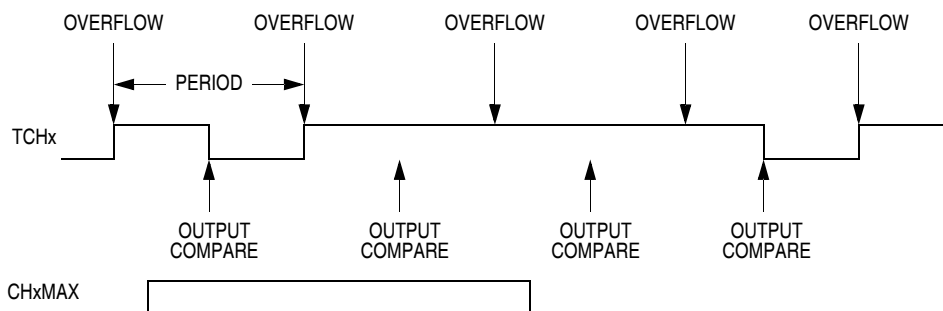 OVERFLOW OVERFLOW OVERFLOW OVERFLOW OVERFLOW
PERIOD
TCHx
OUTPUT COMPARE
OUTPUT COMPARE
OUTPUT COMPARE
OUTPUT COMPARE
CHxMAX